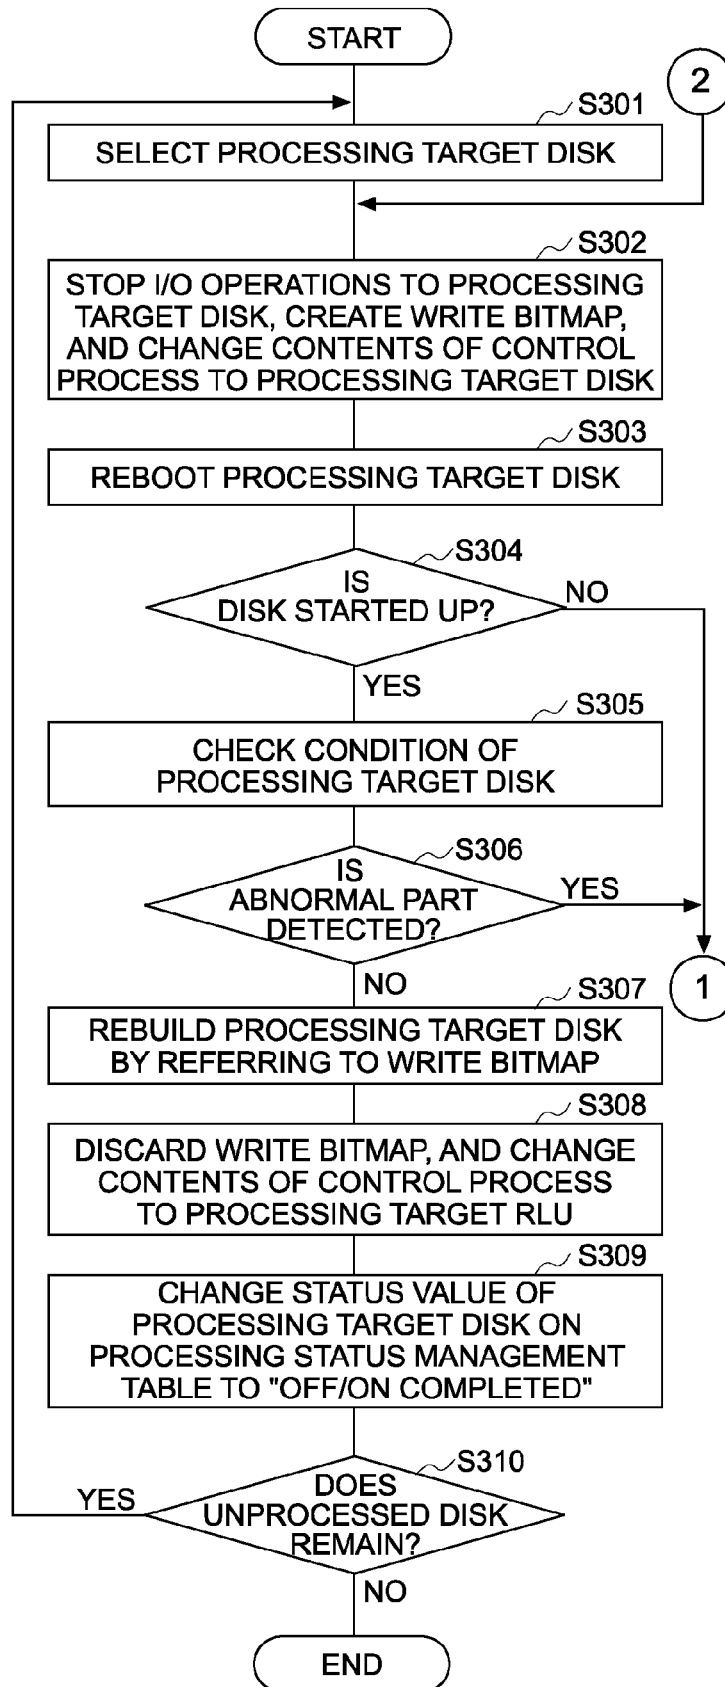 START
2
S301
SELECT PROCESSING TARGET DISK
S302
STOP I/O OPERATIONS TO PROCESSING
TARGET DISK, CREATE WRITE BITMAP,
AND CHANGE CONTENTS OF CONTROL
PROCESS TO PROCESSING TARGET DISK
S303
REBOOT PROCESSING TARGET DISK
S304
IS
DISK STARTED UP?
NO
YES
S305
CHECK CONDITION OF
PROCESSING TARGET DISK
S306
IS
ABNORMAL PART
DETECTED?
YES
NO
1
S307
REBUILD PROCESSING TARGET DISK
BY REFERRING TO WRITE BITMAP
S308
DISCARD WRITE BITMAP, AND CHANGE
CONTENTS OF CONTROL PROCESS
TO PROCESSING TARGET RLU
S309
CHANGE STATUS VALUE OF
PROCESSING TARGET DISK ON
PROCESSING STATUS MANAGEMENT
TABLE TO "OFF/ON COMPLETED"
S310
DOES
UNPROCESSED DISK
REMAIN?
YES
NO
END